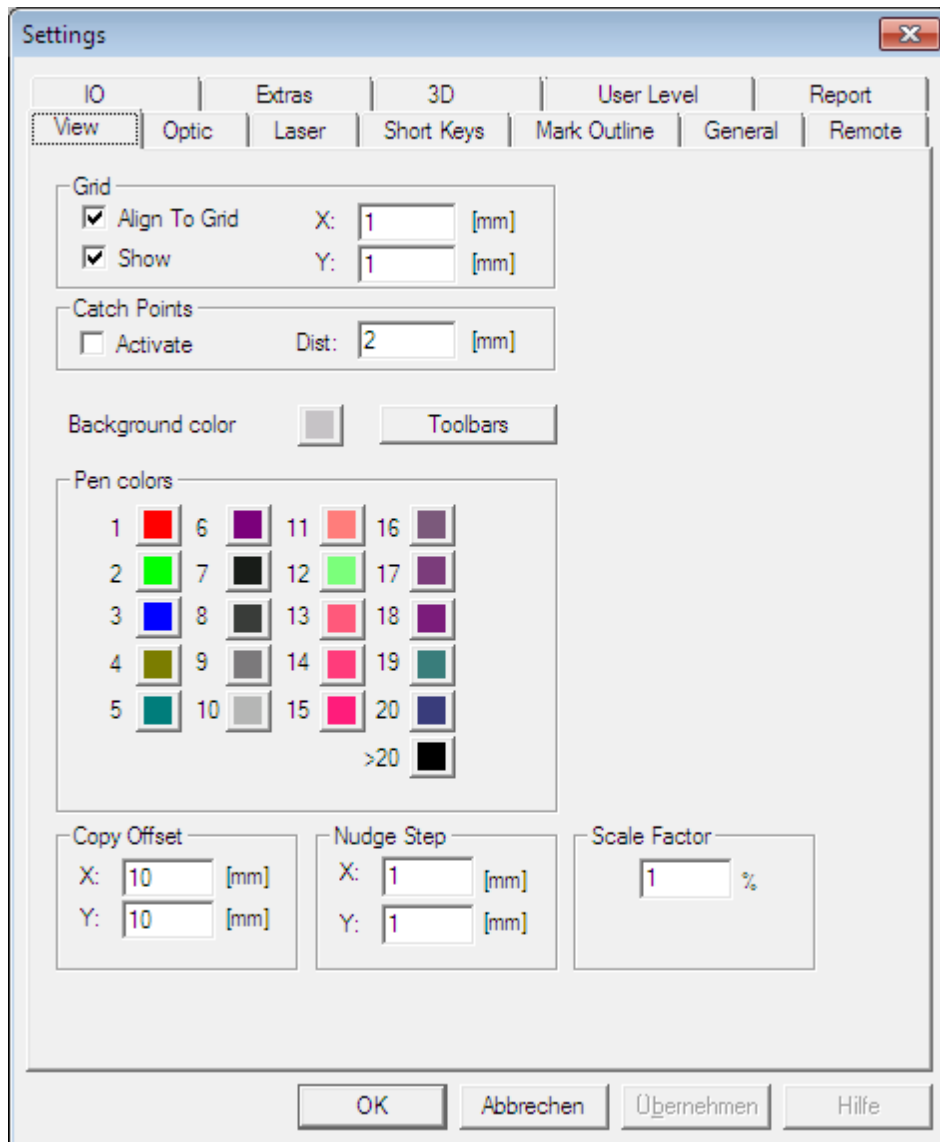 Settings
IO Extras 3D User Level Report
View Optic Laser Short Keys Mark Outline General Remote
Grid
Align To Grid X: 1 [mm]
Show Y: 1 [mm]
Catch Points
Activate Dist: 2 [mm]
Background color Toolbars
Pen colors
1 6 11 16
2 7 12 17
3 8 13 18
4 9 14 19
5 10 15 20
>20
Copy Offset
X: 10 [mm]
Y: 10 [mm]
Nudge Step
X: 1 [mm]
Y: 1 [mm]
Scale Factor
1 %
OK Abbrechen Übernehmen Hilfe